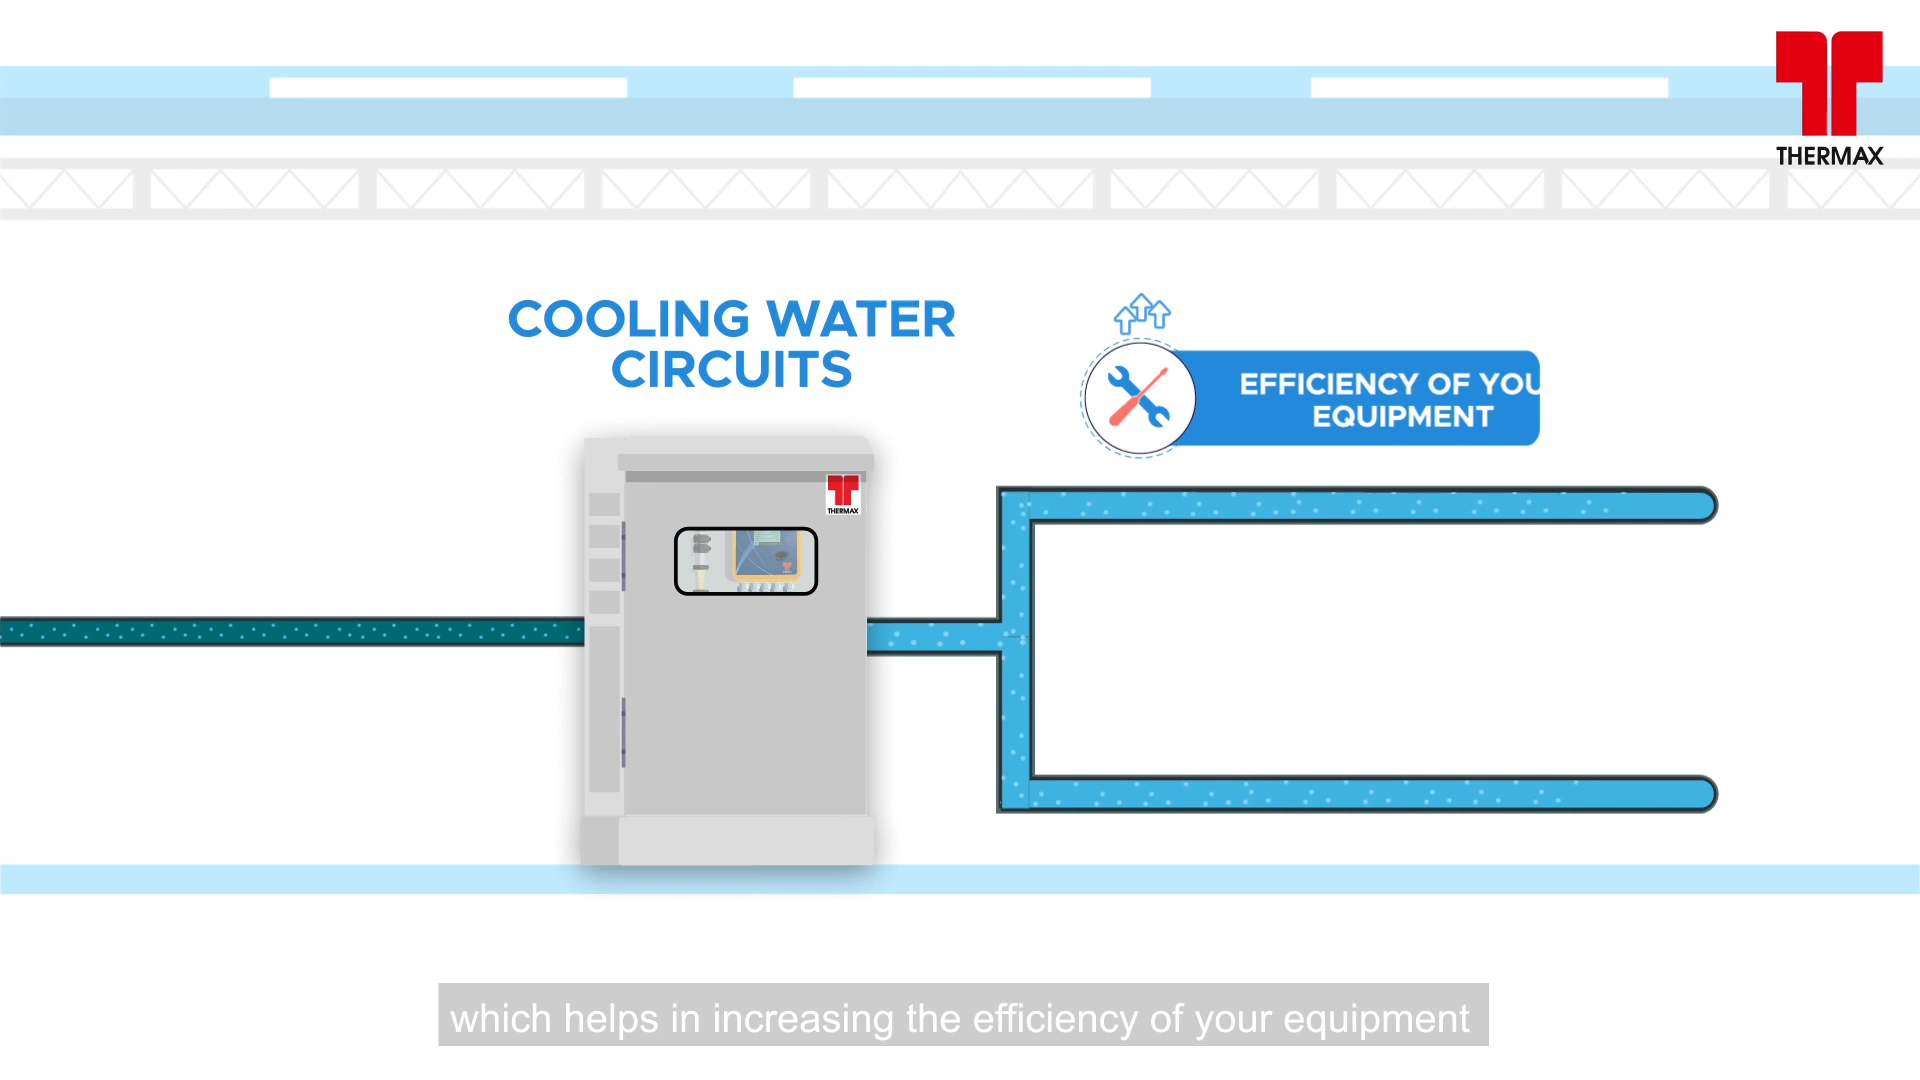 THERMAX
COOLING WATER
CIRCUITS
EFFICIENCY OF YOU
EQUIPMENT
THERMAX
which helps in increasing the efficiency of your equipment